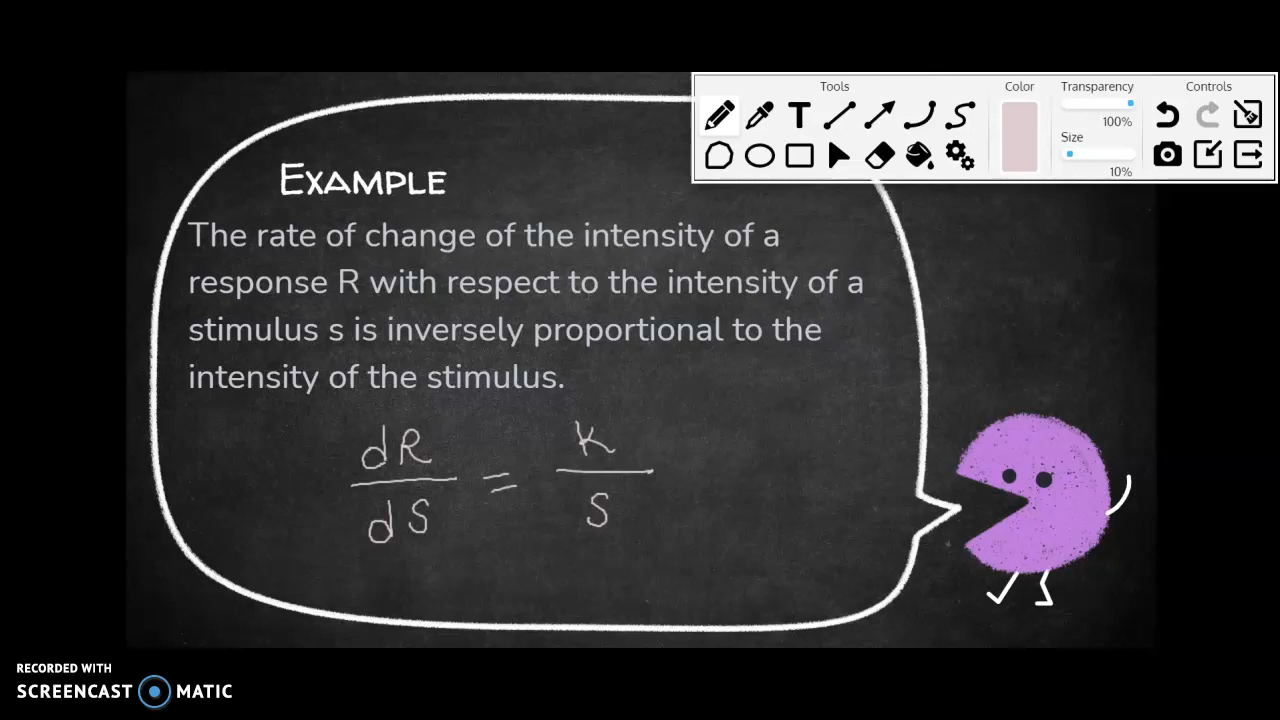 Tools
Color
Transparency
Controls
100%
Size
10%
T
EXAMPLE
The rate of change of the intensity of a
response R with respect to the intensity of a
stimulus s is inversely proportional to the
intensity of the stimulus.
dR/dS = k/S
RECORDED WITH
SCREENCAST MATIC